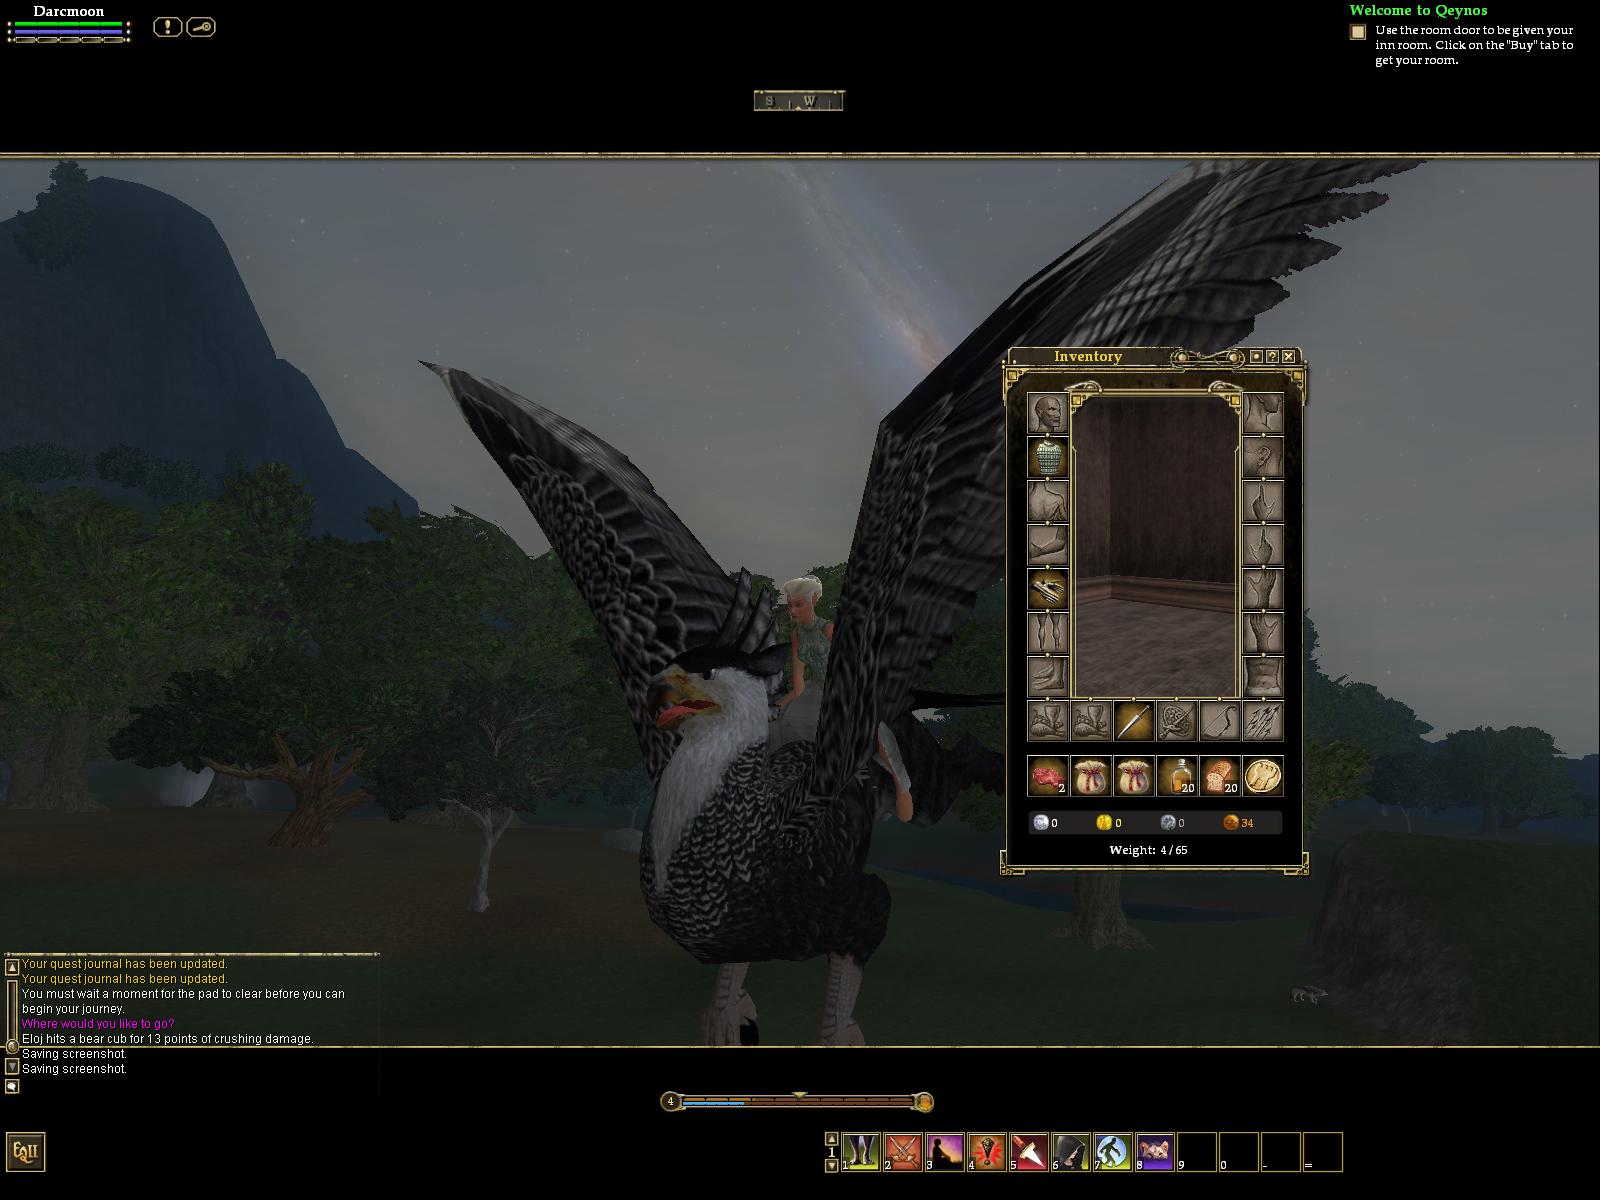 Darcmoon
Welcome to Qeynos
Use the room door to be given your
inn room. Click on the "Buy" tab to
get your room.
S W
Inventory
2
20
20
0
0
0
34
Weight: 4/65
Your quest journal has been updated.
Your quest journal has been updated.
You must wait a moment for the pad to clear before you can
begin your journey.
Where would you like to go?
Eloj hits a bear cub for 13 points of crushing damage.
Saving screenshot.
Saving screenshot.
4
EQII
1
1 2 3 4 5 6 7 8 9 0 - =